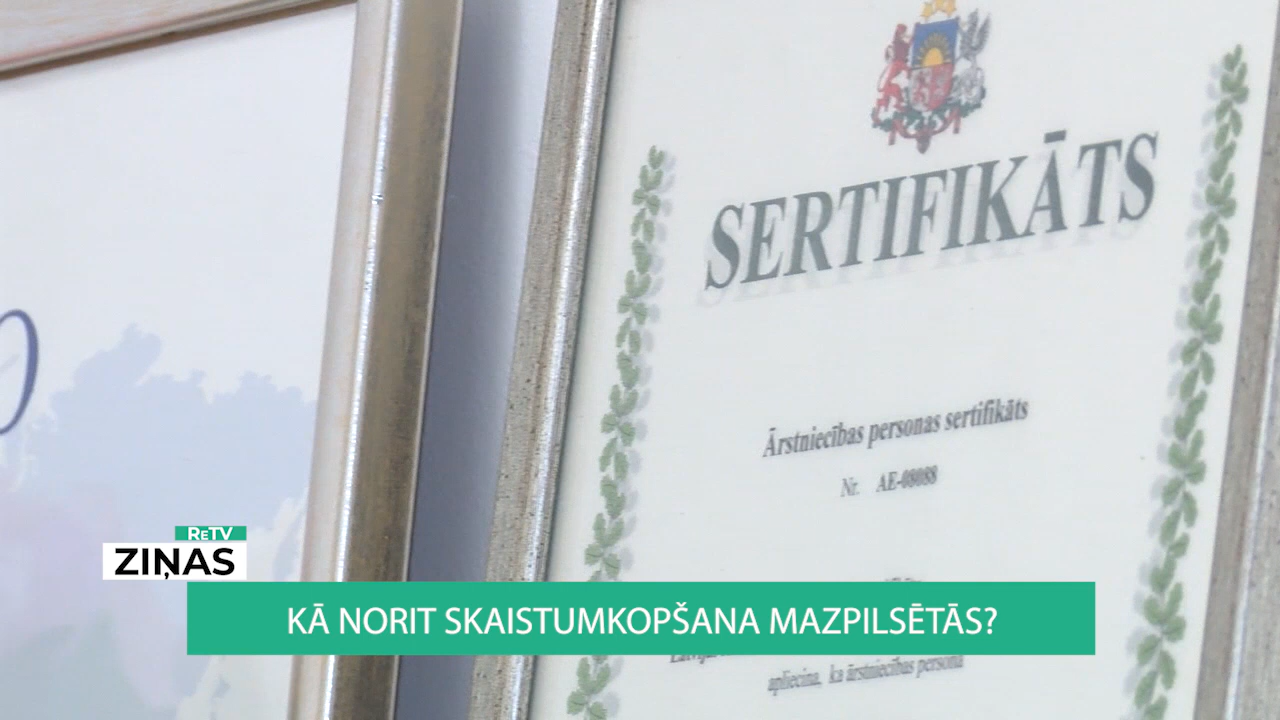 SERTIFIKĀTS
Ārstniecības personas sertifikāts
Nr. AE-08088
RETV
ZIŅAS
KĀ NORIT SKAISTUMKOPŠANA MAZPILSĒTĀS?
apliecina, ka ārstniecības persona